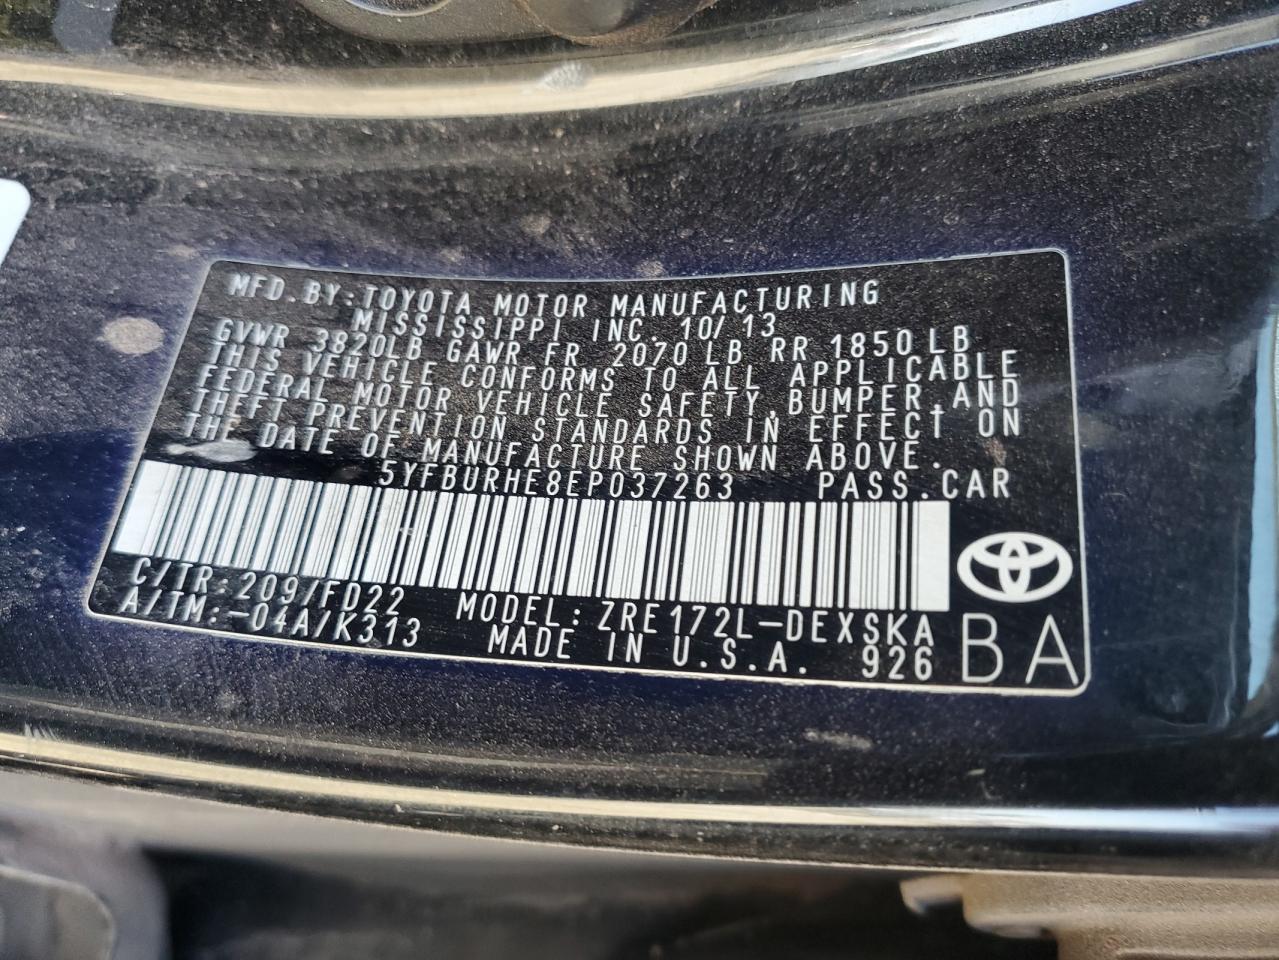 MFD.BY:TOYOTA MOTOR MANUFACTURING
MISSISSIPPI INC. 10/13
GVWR 3820LB GAWR FR 2070LB RR 1850LB
THIS VEHICLE CONFORMS TO ALL APPLICABLE
FEDERAL MOTOR VEHICLE SAFETY,BUMPER,AND
THEFT PREVENTION STANDARDS IN EFFECT ON
THE DATE OF MANUFACTURE SHOWN ABOVE.
5YFBURHE8EP037263 PASS.CAR
C/TR:209/FD22 MODEL:ZRE172L-DEXSKA
A/TM:-04A/K313 MADE IN U.S.A. 926 BA